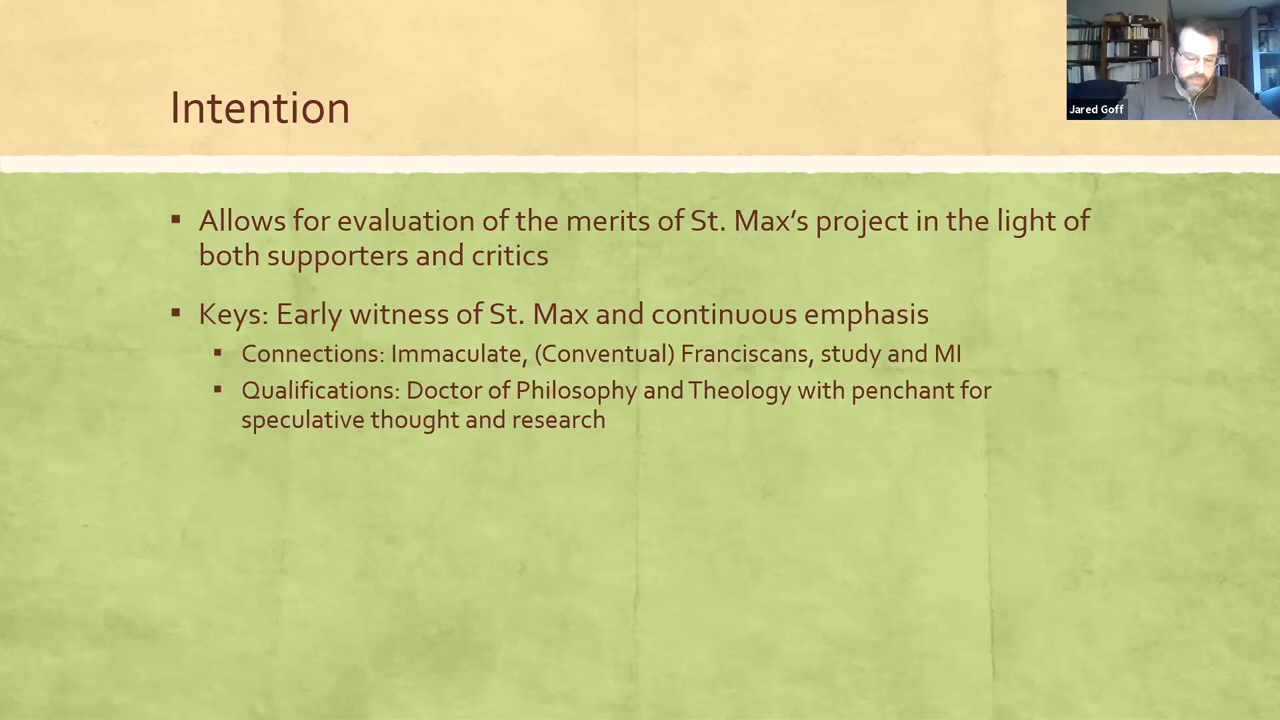 Intention
Jared Goff
▪ Allows for evaluation of the merits of St. Max’s project in the light of
both supporters and critics
▪ Keys: Early witness of St. Max and continuous emphasis
▪ Connections: Immaculate, (Conventual) Franciscans, study and MI
▪ Qualifications: Doctor of Philosophy and Theology with penchant for
speculative thought and research